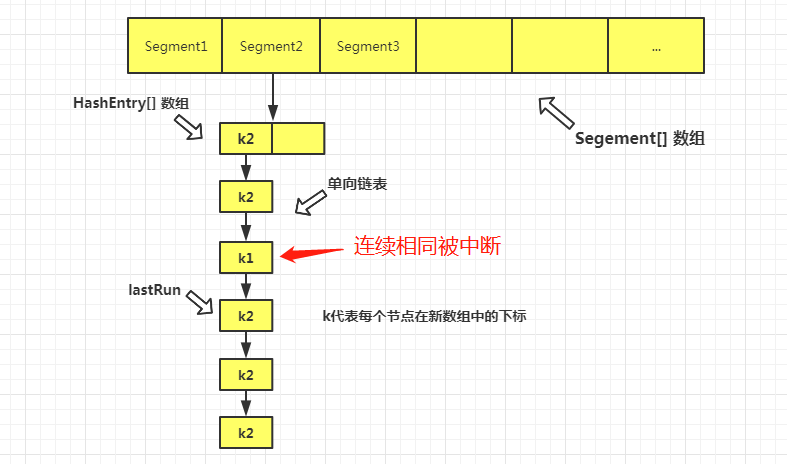 Segment1 Segment2 Segment3 ...
HashEntry[] 数组
Segement[] 数组
k2
单向链表
k2
连续相同被中断
k1
lastRun
k2
k代表每个节点在新数组中的下标
k2
k2